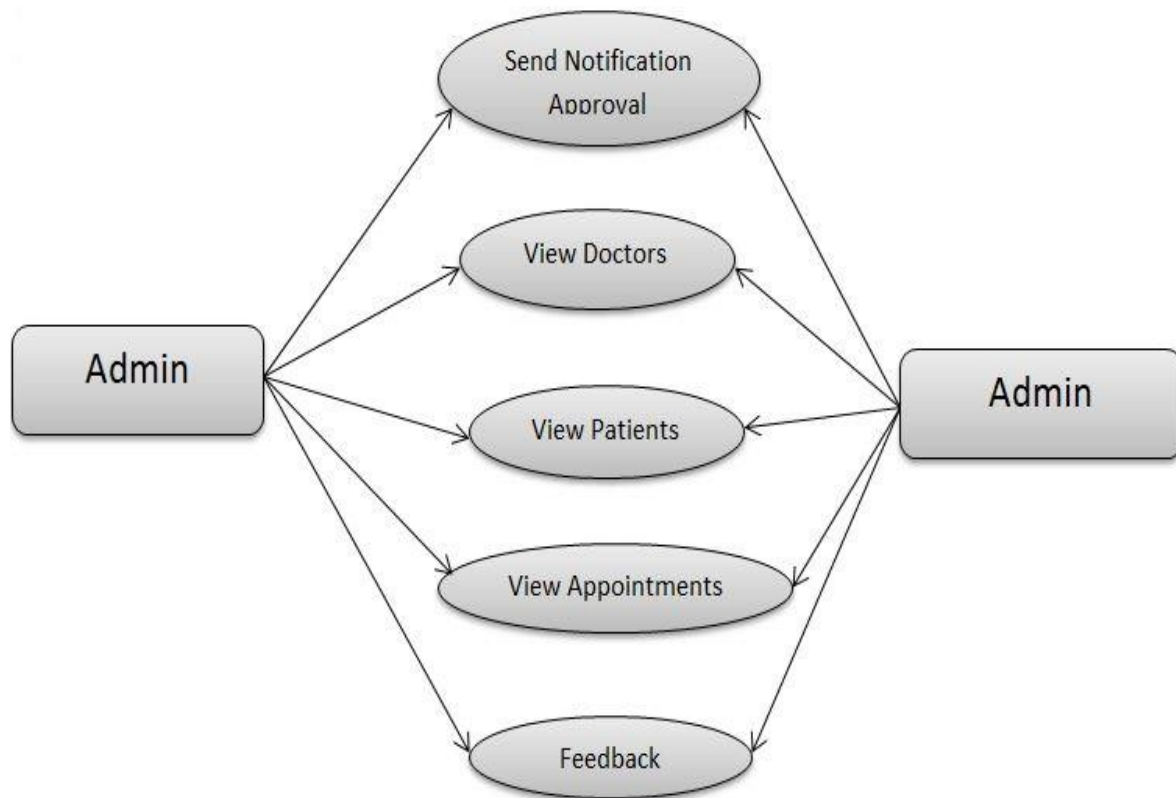 Send Notification
Approval
View Doctors
Admin
Admin
View Patients
View Appointments
Feedback